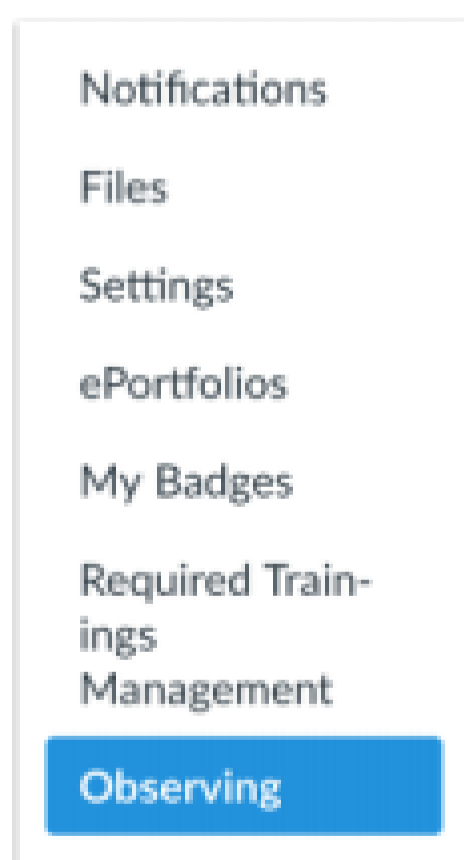 Notifications
Files
Settings
ePortfolios
My Badges
Required Train-
ings
Management
Observing